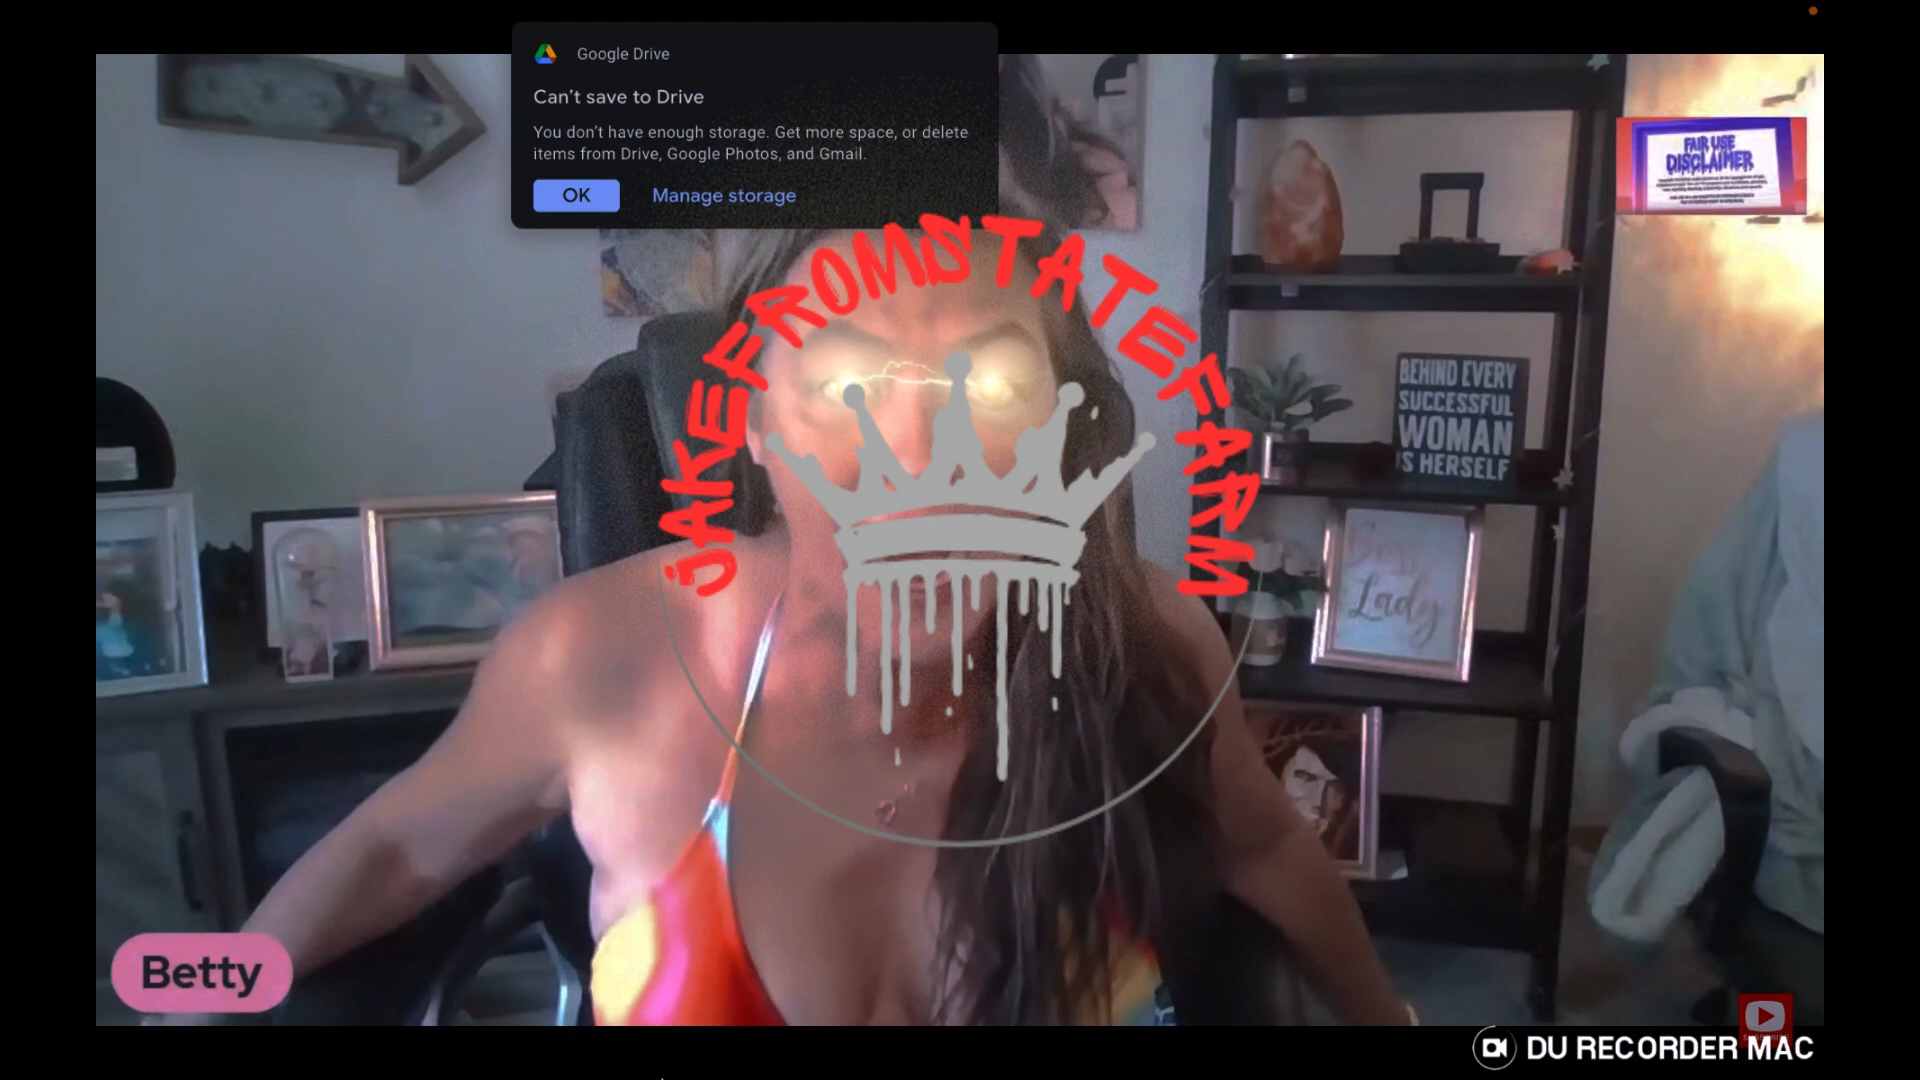 Google Drive
Can't save to Drive
You don't have enough storage. Get more space, or delete
items from Drive, Google Photos, and Gmail.
OK
Manage storage
FAIR USE
DISCLAIMER
JAKEFROMSTATEFARM
BEHIND EVERY
SUCCESSFUL
WOMAN
IS HERSELF
Boss
Lady
Betty
DU RECORDER MAC